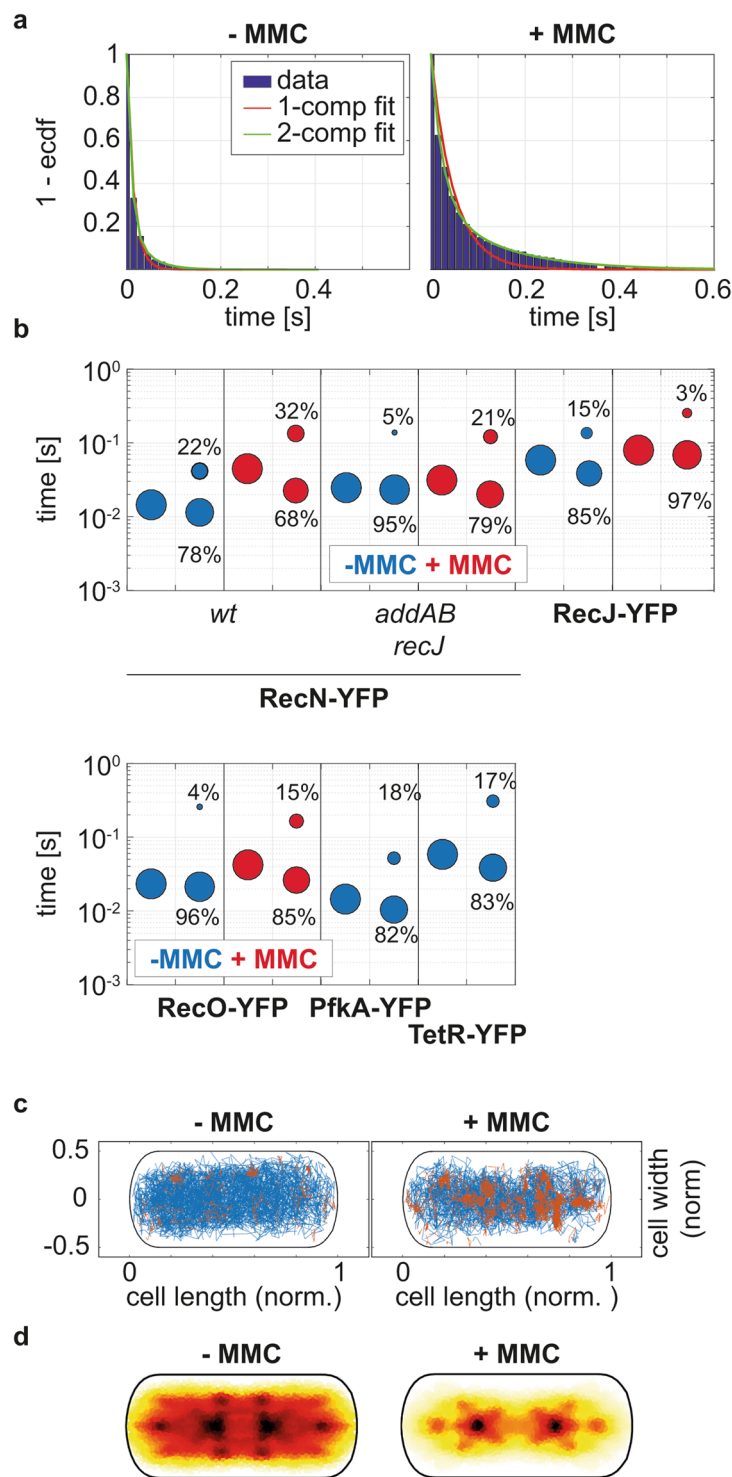 a
- MMC
+ MMC
1 - ecdf
1
0.8
0.6
0.4
0.2
data
1-comp fit
2-comp fit
0 0.2 0.4
0 0.2 0.4 0.6
time [s]
time [s]
b
time [s]
10⁰
10⁻¹
10⁻²
10⁻³
22%
78%
32%
68%
5%
95%
21%
79%
15%
85%
3%
97%
-MMC + MMC
wt
addAB
recJ
RecJ-YFP
RecN-YFP
time [s]
10⁰
10⁻¹
10⁻²
10⁻³
4%
96%
15%
85%
18%
82%
17%
83%
-MMC + MMC
RecO-YFP
PfkA-YFP
TetR-YFP
c
- MMC
+ MMC
0.5
0
-0.5
cell width
(norm)
0 1
0 1
cell length (norm.)
cell length (norm. )
d
- MMC
+ MMC